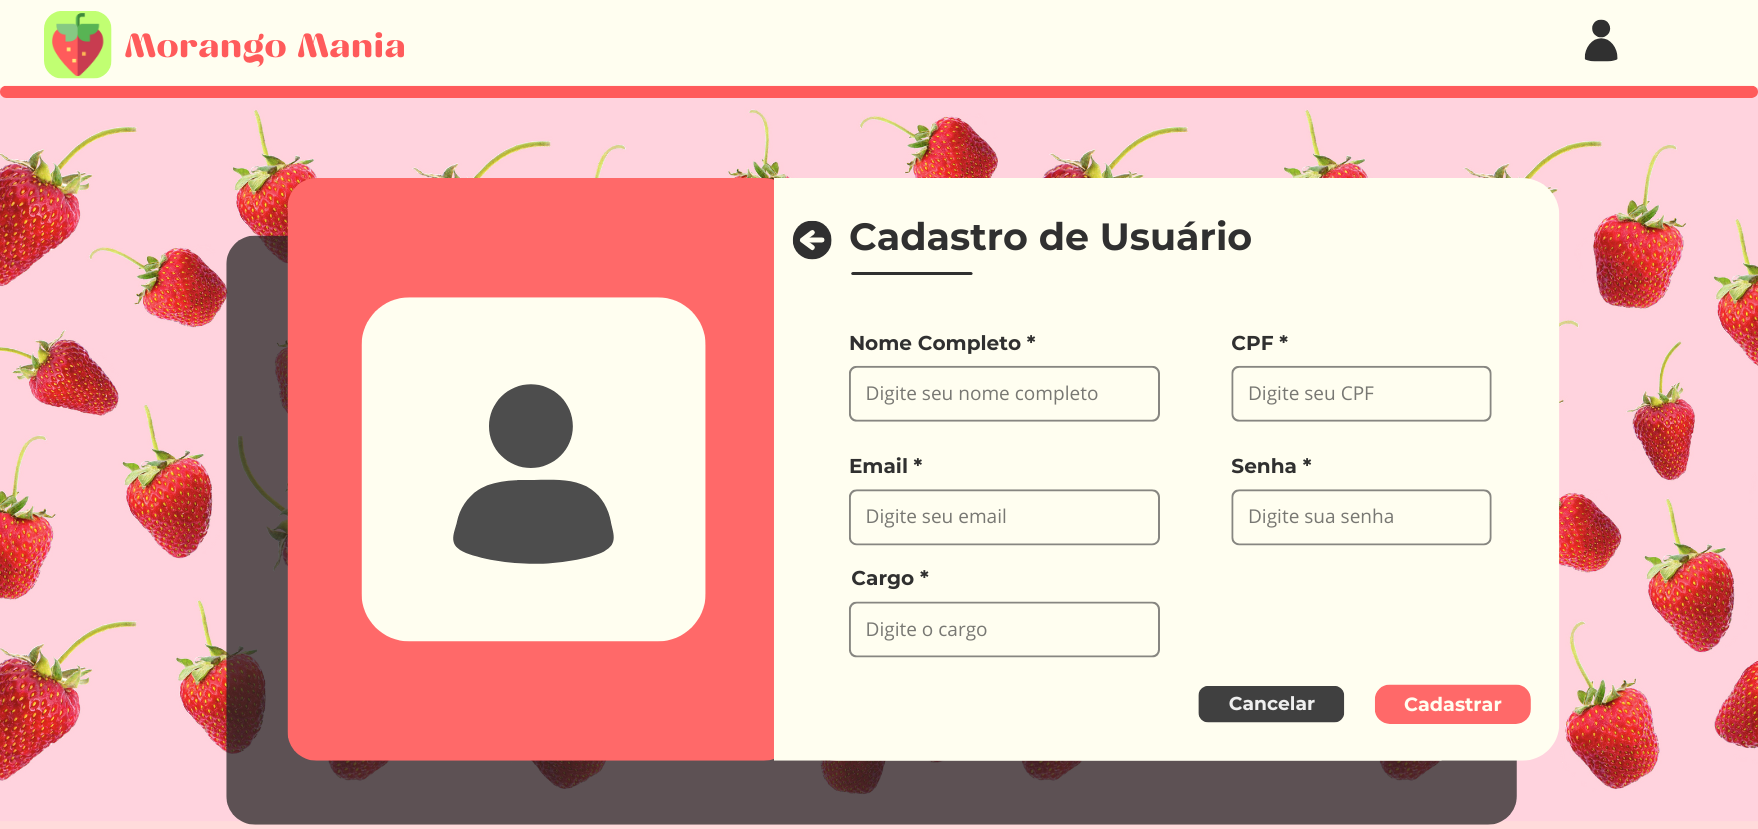 Morango Mania
Cadastro de Usuário
Nome Completo *
CPF *
Digite seu nome completo
Digite seu CPF
Email *
Senha *
Digite seu email
Digite sua senha
Cargo *
Digite o cargo
Cancelar
Cadastrar